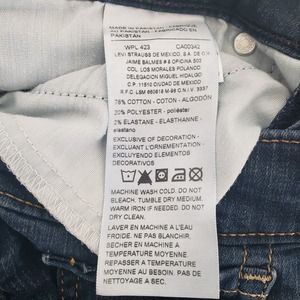 MADE IN PAKISTAN - FABRIQUÉ
AU PAKISTAN - FABRICADO EN
PAKISTÁN
WPL 423 CA00342
LEVI STRAUSS DE MEXICO, S.A. DE C.V.
JAIME BALMES # 8 OFICINA 502
COL. LOS MORALES POLANCO
DELEGACION MIGUEL HIDALGO
C.P. 11510 CIUDAD DE MEXICO
78% COTTON - COTON - ALGODÓN
20% POLYESTER - poliéster
2% ELASTANE - ELASTHANNE -
elastano
EXCLUSIVE OF DECORATION -
EXCLUANT L'ORNEMENTATION -
EXCLUYENDO ELEMENTOS
DECORATIVOS
MACHINE WASH COLD. DO NOT
BLEACH. TUMBLE DRY MEDIUM.
WARM IRON IF NEEDED. DO NOT
DRY CLEAN.
LAVER EN MACHINE À L'EAU
FROIDE. NE PAS BLANCHIR.
SÉCHER EN MACHINE À
TEMPÉRATURE MOYENNE.
REPASSER À TEMPÉRATURE
MOYENNE AU BESOIN. PAS DE
NETTOYAGE À SEC.